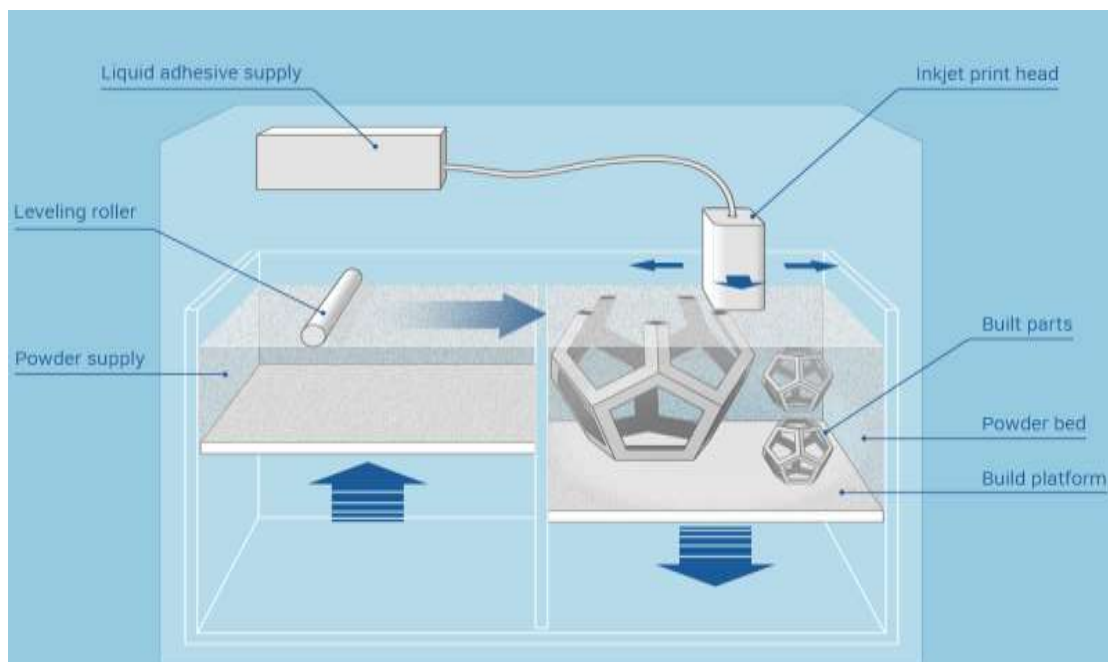 Liquid adhesive supply
Inkjet print head
Leveling roller
Built parts
Powder supply
Powder bed
Build platform